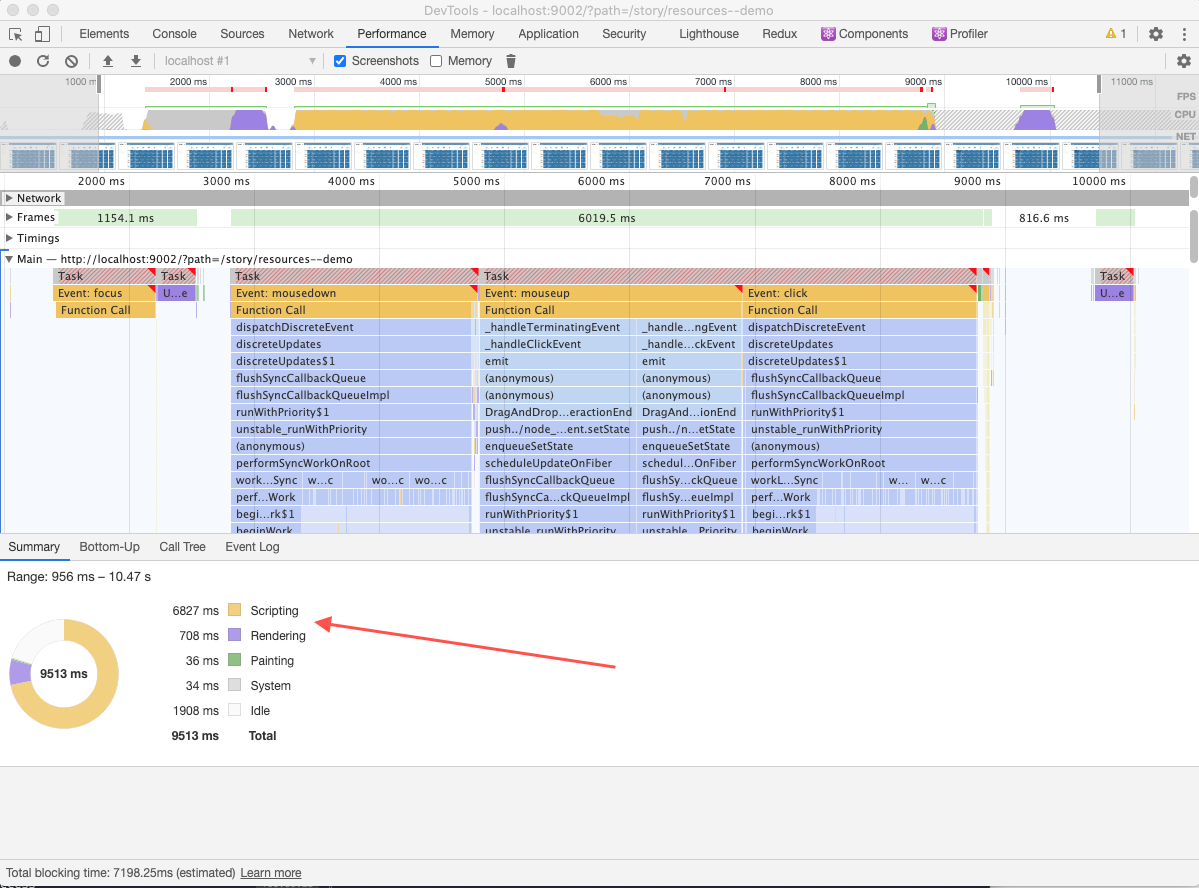 DevTools - localhost:9002/?path=/story/resources--demo
Elements Console Sources Network Performance Memory Application Security Lighthouse Redux Components Profiler 1
localhost #1 Screenshots Memory
1000 m 2000 ms 3000 ms 4000 ms 5000 ms 6000 ms 7000 ms 8000 ms 9000 ms 10000 ms 11000 ms
FPS
CPU
NET
2000 ms 3000 ms 4000 ms 5000 ms 6000 ms 7000 ms 8000 ms 9000 ms 10000 ms
Network
Frames 1154.1 ms 6019.5 ms 816.6 ms
Timings
Main — http://localhost:9002/?path=/story/resources--demo
Task Task Task Task Task
Event: focus U...e Event: mousedown Event: mouseup Event: click U...e
Function Call Function Call Function Call Function Call
dispatchDiscreteEvent _handleTerminatingEvent _handle...ngEvent dispatchDiscreteEvent
discreteUpdates _handleClickEvent _handle...ckEvent discreteUpdates
discreteUpdates$1 emit emit discreteUpdates$1
flushSyncCallbackQueue (anonymous) (anonymous) flushSyncCallbackQueue
flushSyncCallbackQueueImpl (anonymous) (anonymous) flushSyncCallbackQueueImpl
runWithPriority$1 DragAndDrop...eractionEnd DragAnd...ionEnd runWithPriority$1
unstable_runWithPriority push../node_...ent.setState push../n...etState unstable_runWithPriority
(anonymous) enqueueSetState enqueueSetState (anonymous)
performSyncWorkOnRoot scheduleUpdateOnFiber schedul...OnFiber performSyncWorkOnRoot
work...Sync w...c wo...c wo...c flushSyncCallbackQueue flushSy...ckQueue workL...Sync w... w...c
perf...Work flushSyncCa...ckQueueImpl flushSy...eueImpl perf...Work
begi...rk$1 runWithPriority$1 runWithPriority$1 begi...rk$1
beginWork unstable_runWithPriority unstable...Priority beginWork
Summary Bottom-Up Call Tree Event Log
Range: 956 ms – 10.47 s
9513 ms
6827 ms Scripting
708 ms Rendering
36 ms Painting
34 ms System
1908 ms Idle
9513 ms Total
Total blocking time: 7198.25ms (estimated) Learn more